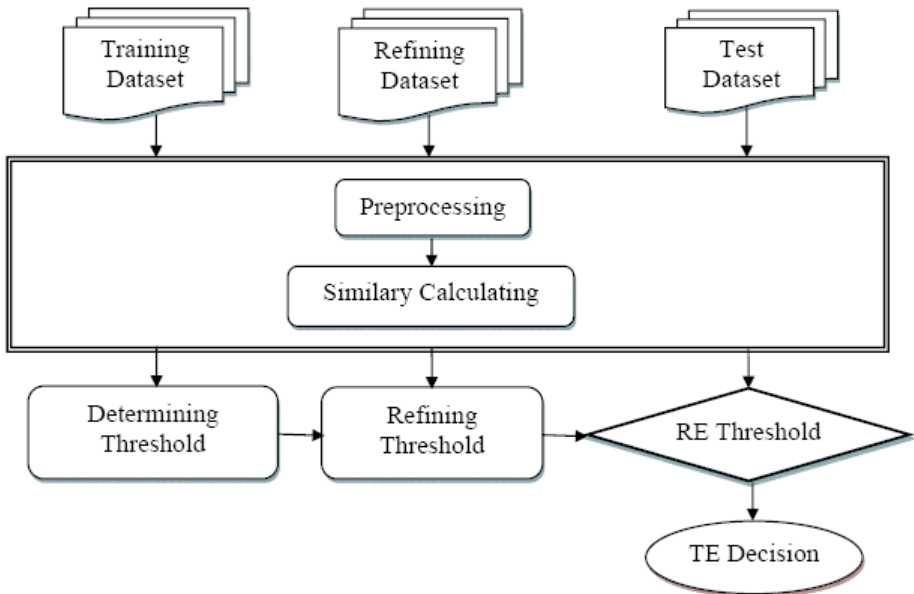 Training
Dataset
Refining
Dataset
Test
Dataset
Preprocessing
Similary Calculating
Determining
Threshold
Refining
Threshold
RE Threshold
TE Decision